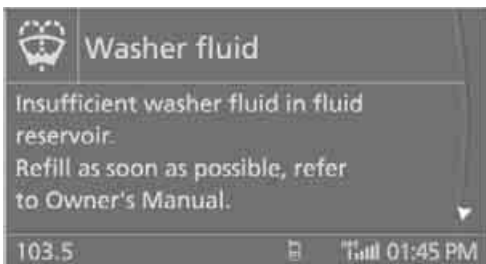 Washer fluid
Insufficient washer fluid in fluid
reservoir.
Refill as soon as possible, refer
to Owner's Manual.
103.5 01:45 PM